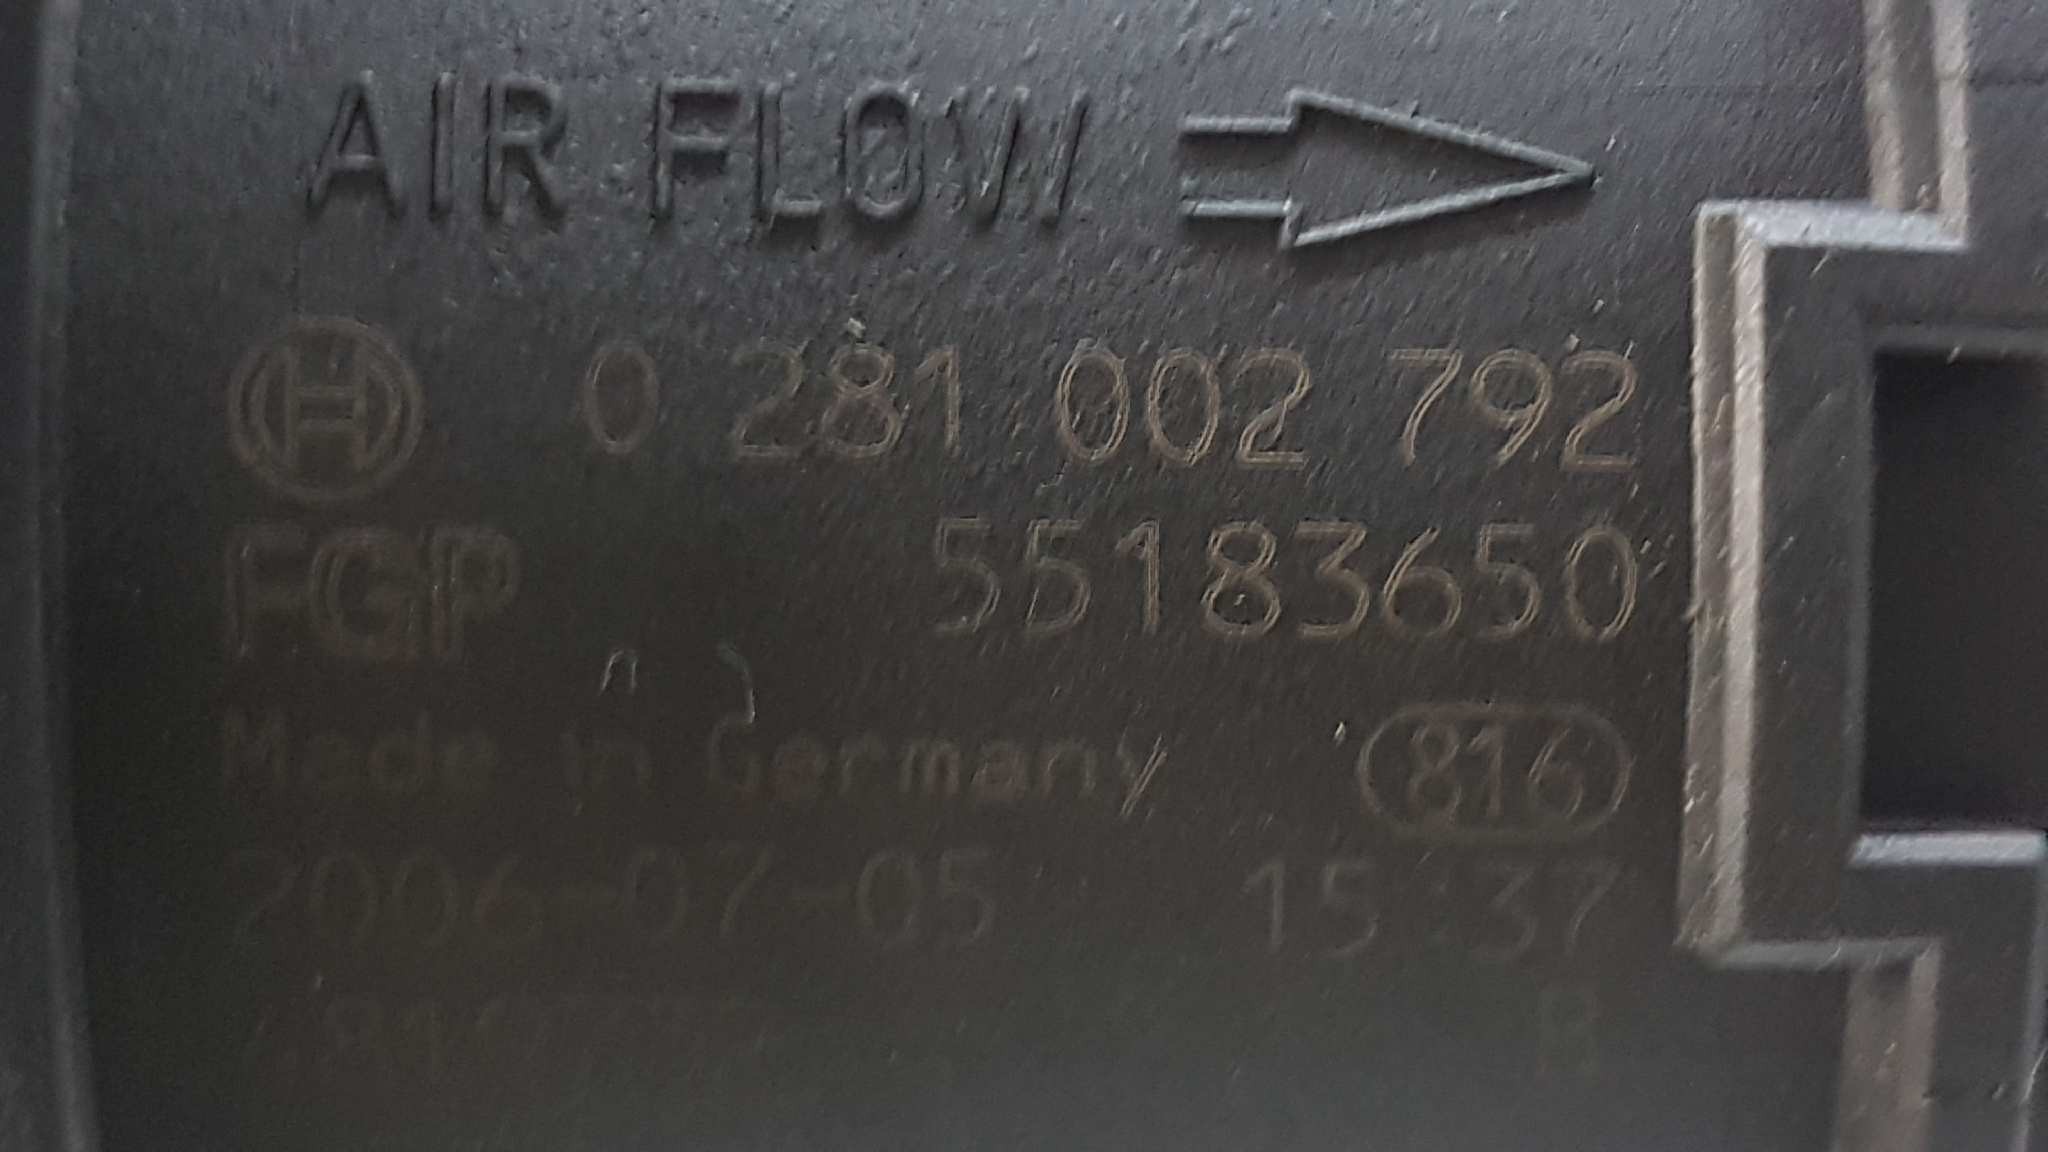 AIR FLOW
0 281 002 792
FGP 55183650
Made in Germany 816
2006-07-05 15:37